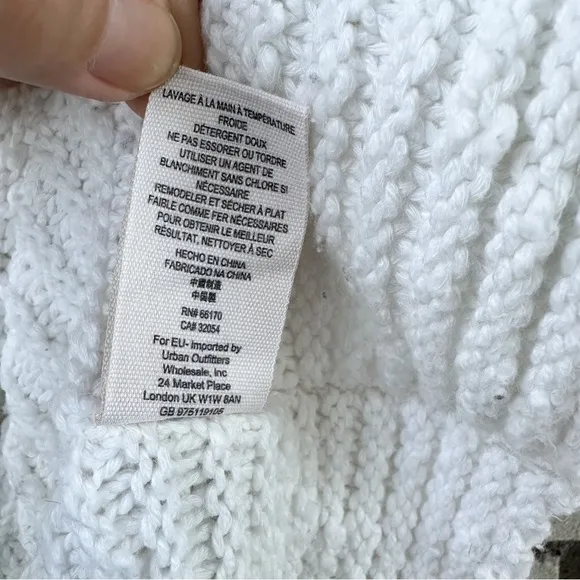 LAVAGE À LA MAIN À TEMPÉRATURE
FROIDE
DÉTERGENT DOUX
NE PAS ESSORER OU TORDRE
UTILISER UN AGENT DE
BLANCHIMENT SANS CHLORE SI
NÉCESSAIRE
REMODELER ET SÉCHER À PLAT
FAIBLE COMME FER NÉCESSAIRES
POUR OBTENIR LE MEILLEUR
RÉSULTAT, NETTOYER À SEC
HECHO EN CHINA
FABRICADO NA CHINA
中國制造
中国製
RN# 66170
CA# 32054
For EU- Imported by
Urban Outfitters
Wholesale, Inc
24 Market Place
London UK W1W 8AN
GB 975119106